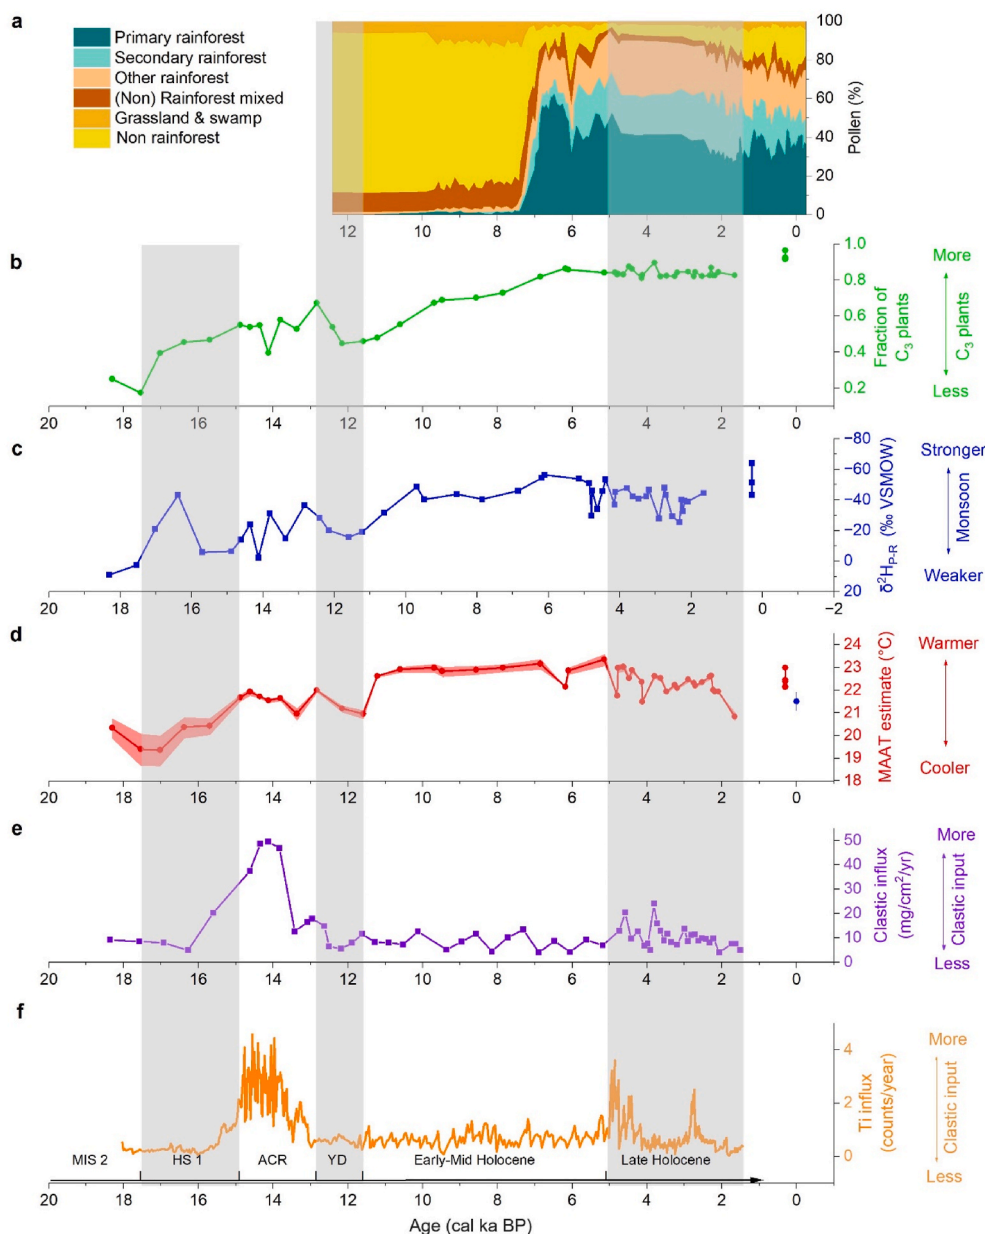 a
Primary rainforest
Secondary rainforest
Other rainforest
(Non) Rainforest mixed
Grassland & swamp
Non rainforest
100
80
60
40
20
0
Pollen (%)
12 10 8 6 4 2 0
b
1.0
0.8
0.6
0.4
0.2
Fraction of
C₃ plants
More
C₃ plants
Less
20 18 16 14 12 10 8 6 4 2 0
c
−80
−60
−40
−20
0
20
δ²H_P-R (‰ VSMOW)
Stronger
Monsoon
Weaker
20 18 16 14 12 10 8 6 4 2 0 −2
d
24
23
22
21
20
19
18
MAAT estimate (°C)
Warmer
Cooler
20 18 16 14 12 10 8 6 4 2 0
e
50
40
30
20
10
0
Clastic influx
(mg/cm²/yr)
More
Clastic input
Less
20 18 16 14 12 10 8 6 4 2 0
f
4
2
0
Ti influx
(counts/year)
More
Clastic input
Less
MIS 2 HS 1 ACR YD Early-Mid Holocene Late Holocene
20 18 16 14 12 10 8 6 4 2 0
Age (cal ka BP)